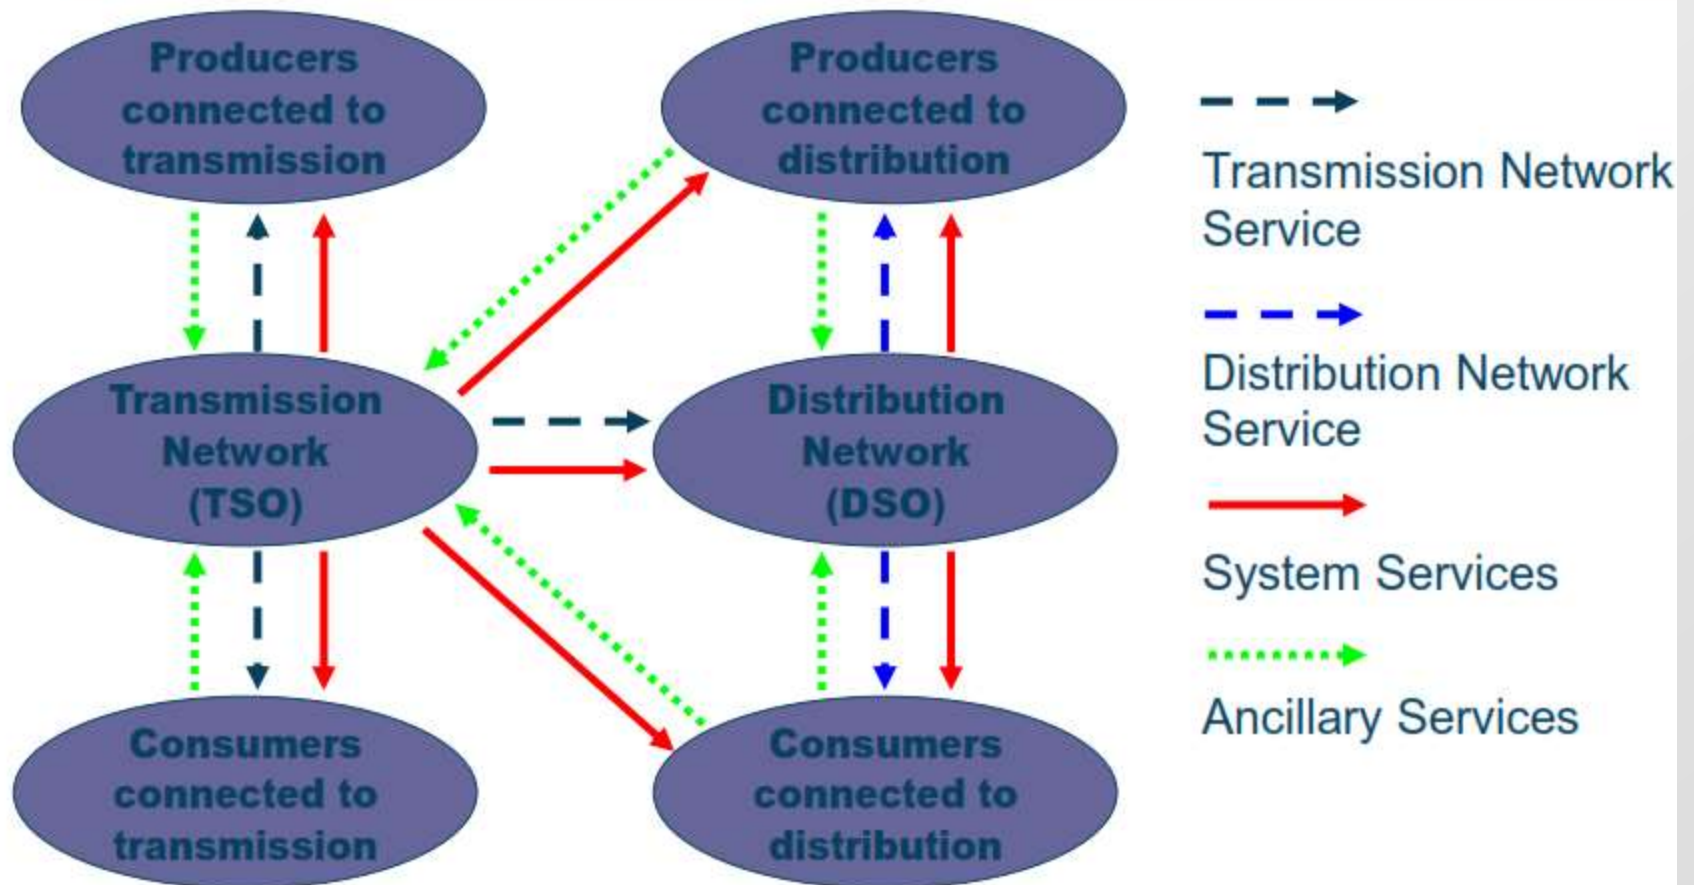 Producers
connected to
transmission
Producers
connected to
distribution
Transmission
Network
(TSO)
Distribution
Network
(DSO)
Consumers
connected to
transmission
Consumers
connected to
distribution
Transmission Network
Service
Distribution Network
Service
System Services
Ancillary Services